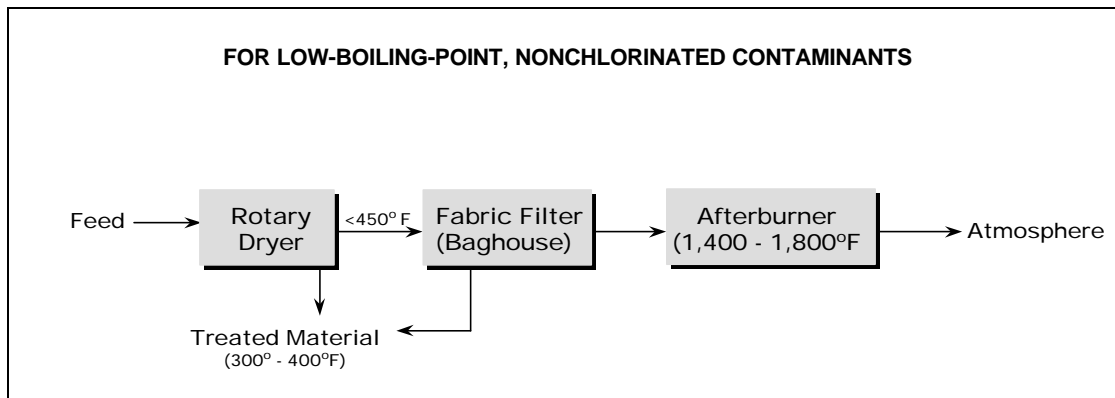 FOR LOW-BOILING-POINT, NONCHLORINATED CONTAMINANTS
Feed
Rotary
Dryer
<450° F
Fabric Filter
(Baghouse)
Afterburner
(1,400 - 1,800°F
Atmosphere
Treated Material
(300° - 400°F)